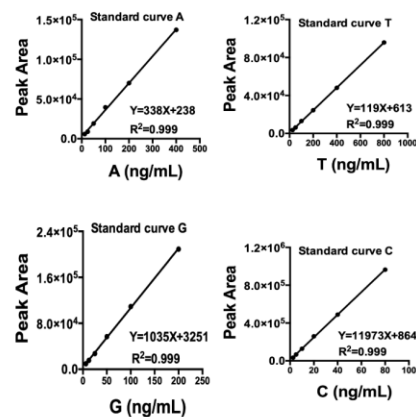 Standard curve A
Peak Area
1.5×10⁵
1.0×10⁵
5.0×10⁴
0.0
Y=338X+238
R²=0.999
0 100 200 300 400 500
A (ng/mL)
Standard curve T
Peak Area
1.2×10⁵
8.0×10⁴
4.0×10⁴
0.0
Y=119X+613
R²=0.999
0 200 400 600 800 1000
T (ng/mL)
Standard curve G
Peak Area
2.4×10⁵
1.6×10⁵
8.0×10⁴
0.0
Y=1035X+3251
R²=0.999
0 50 100 150 200 250
G (ng/mL)
Standard curve C
Peak Area
1.2×10⁶
8.0×10⁵
4.0×10⁵
0.0
Y=11973X+864
R²=0.999
0 20 40 60 80 100
C (ng/mL)